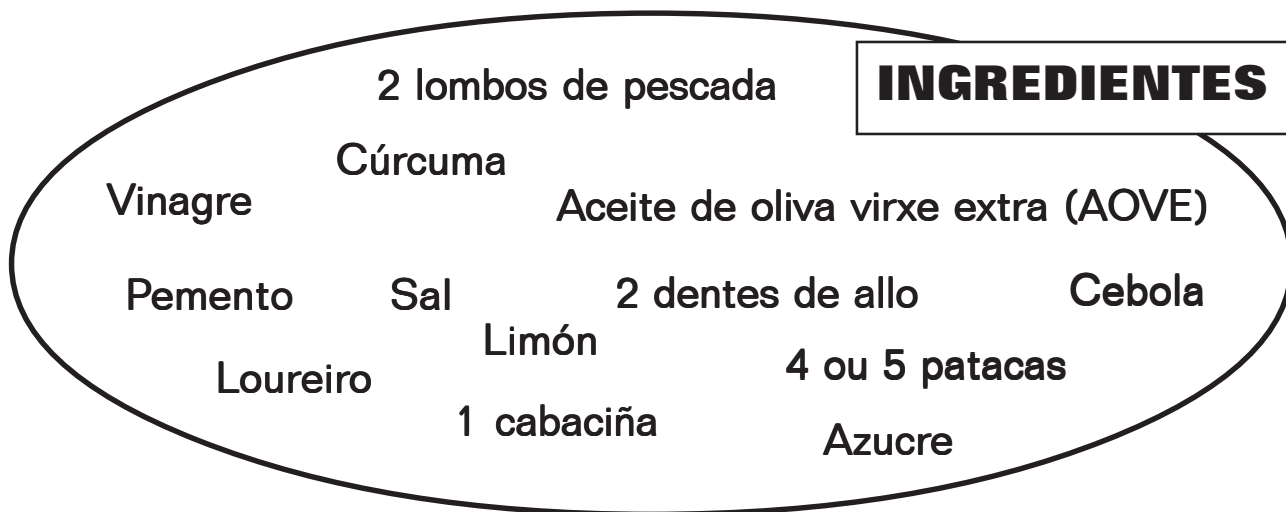 INGREDIENTES
2 lombos de pescada
Cúrcuma
Vinagre
Aceite de oliva virxe extra (AOVE)
Pemento
Sal
2 dentes de allo
Cebola
Limón
4 ou 5 patacas
Loureiro
1 cabaciña
Azucre